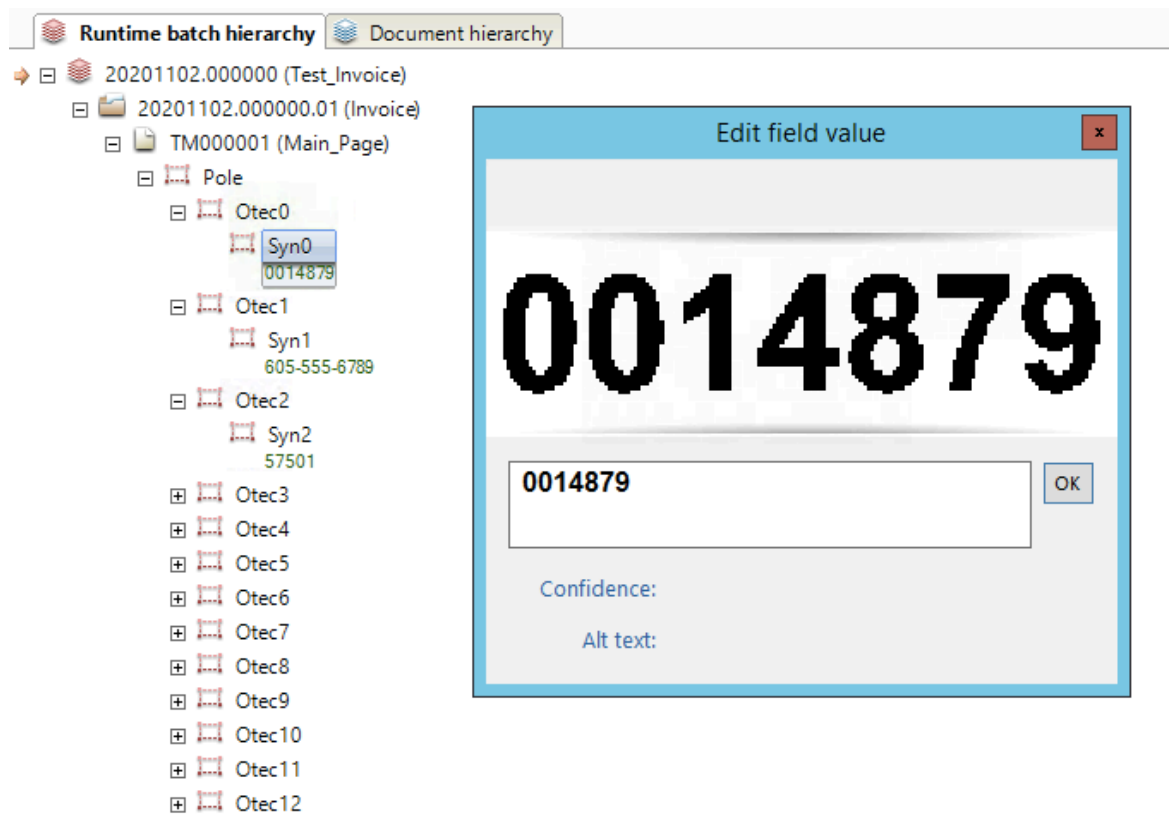 Runtime batch hierarchy Document hierarchy
20201102.000000 (Test_Invoice)
20201102.000000.01 (Invoice)
TM000001 (Main_Page)
Pole
Otec0
Syn0
0014879
Otec1
Syn1
605-555-6789
Otec2
Syn2
57501
Otec3
Otec4
Otec5
Otec6
Otec7
Otec8
Otec9
Otec10
Otec11
Otec12
Edit field value x
0014879
0014879 OK
Confidence:
Alt text: